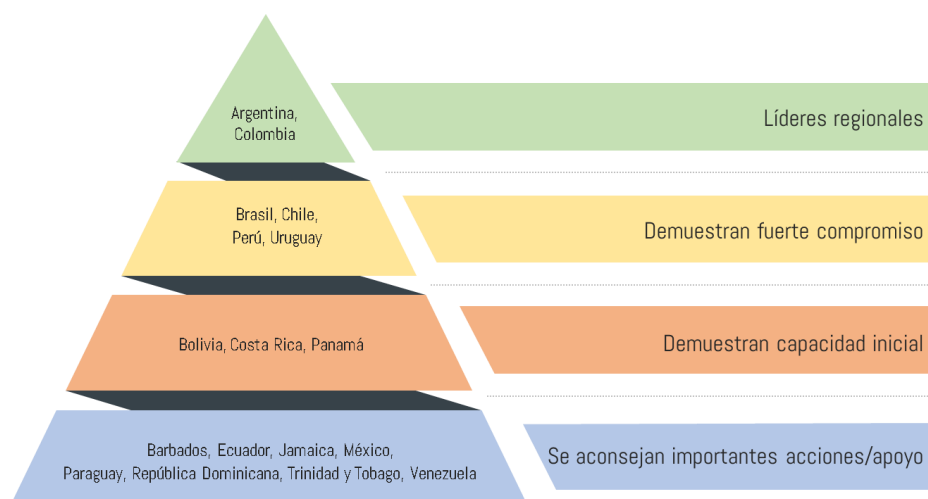 Argentina,
Colombia
Líderes regionales
Brasil, Chile,
Perú, Uruguay
Demuestran fuerte compromiso
Bolivia, Costa Rica, Panamá
Demuestran capacidad inicial
Barbados, Ecuador, Jamaica, México,
Paraguay, República Dominicana, Trinidad y Tobago, Venezuela
Se aconsejan importantes acciones/apoyo